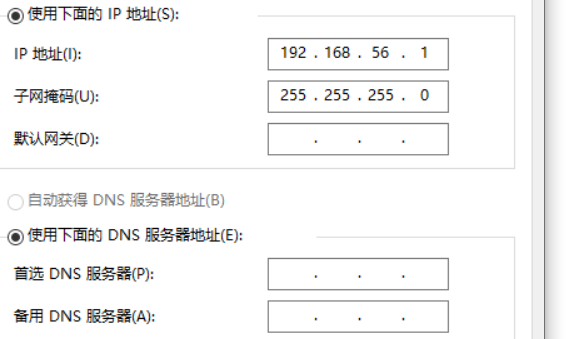 使用下面的 IP 地址(S):
IP 地址(I): 192 . 168 . 56 . 1
子网掩码(U): 255 . 255 . 255 . 0
默认网关(D): . . .
自动获得 DNS 服务器地址(B)
使用下面的 DNS 服务器地址(E):
首选 DNS 服务器(P): . . .
备用 DNS 服务器(A): . . .